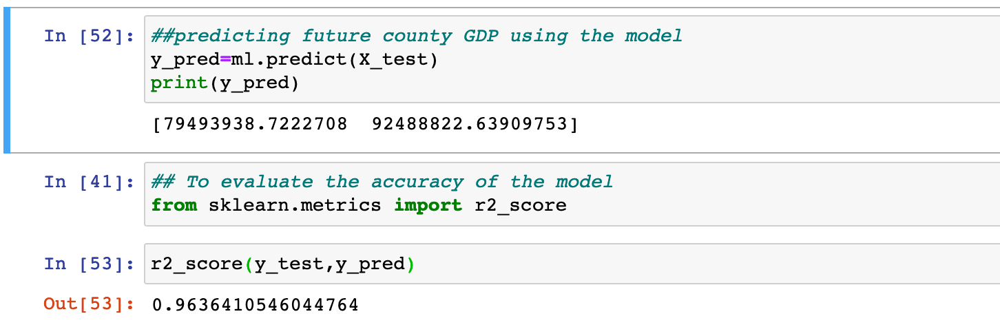 In [52]: ##predicting future county GDP using the model
y_pred=ml.predict(X_test)
print(y_pred)
[79493938.7222708  92488822.63909753]
In [41]: ## To evaluate the accuracy of the model
from sklearn.metrics import r2_score
In [53]: r2_score(y_test,y_pred)
Out[53]: 0.9636410546044764